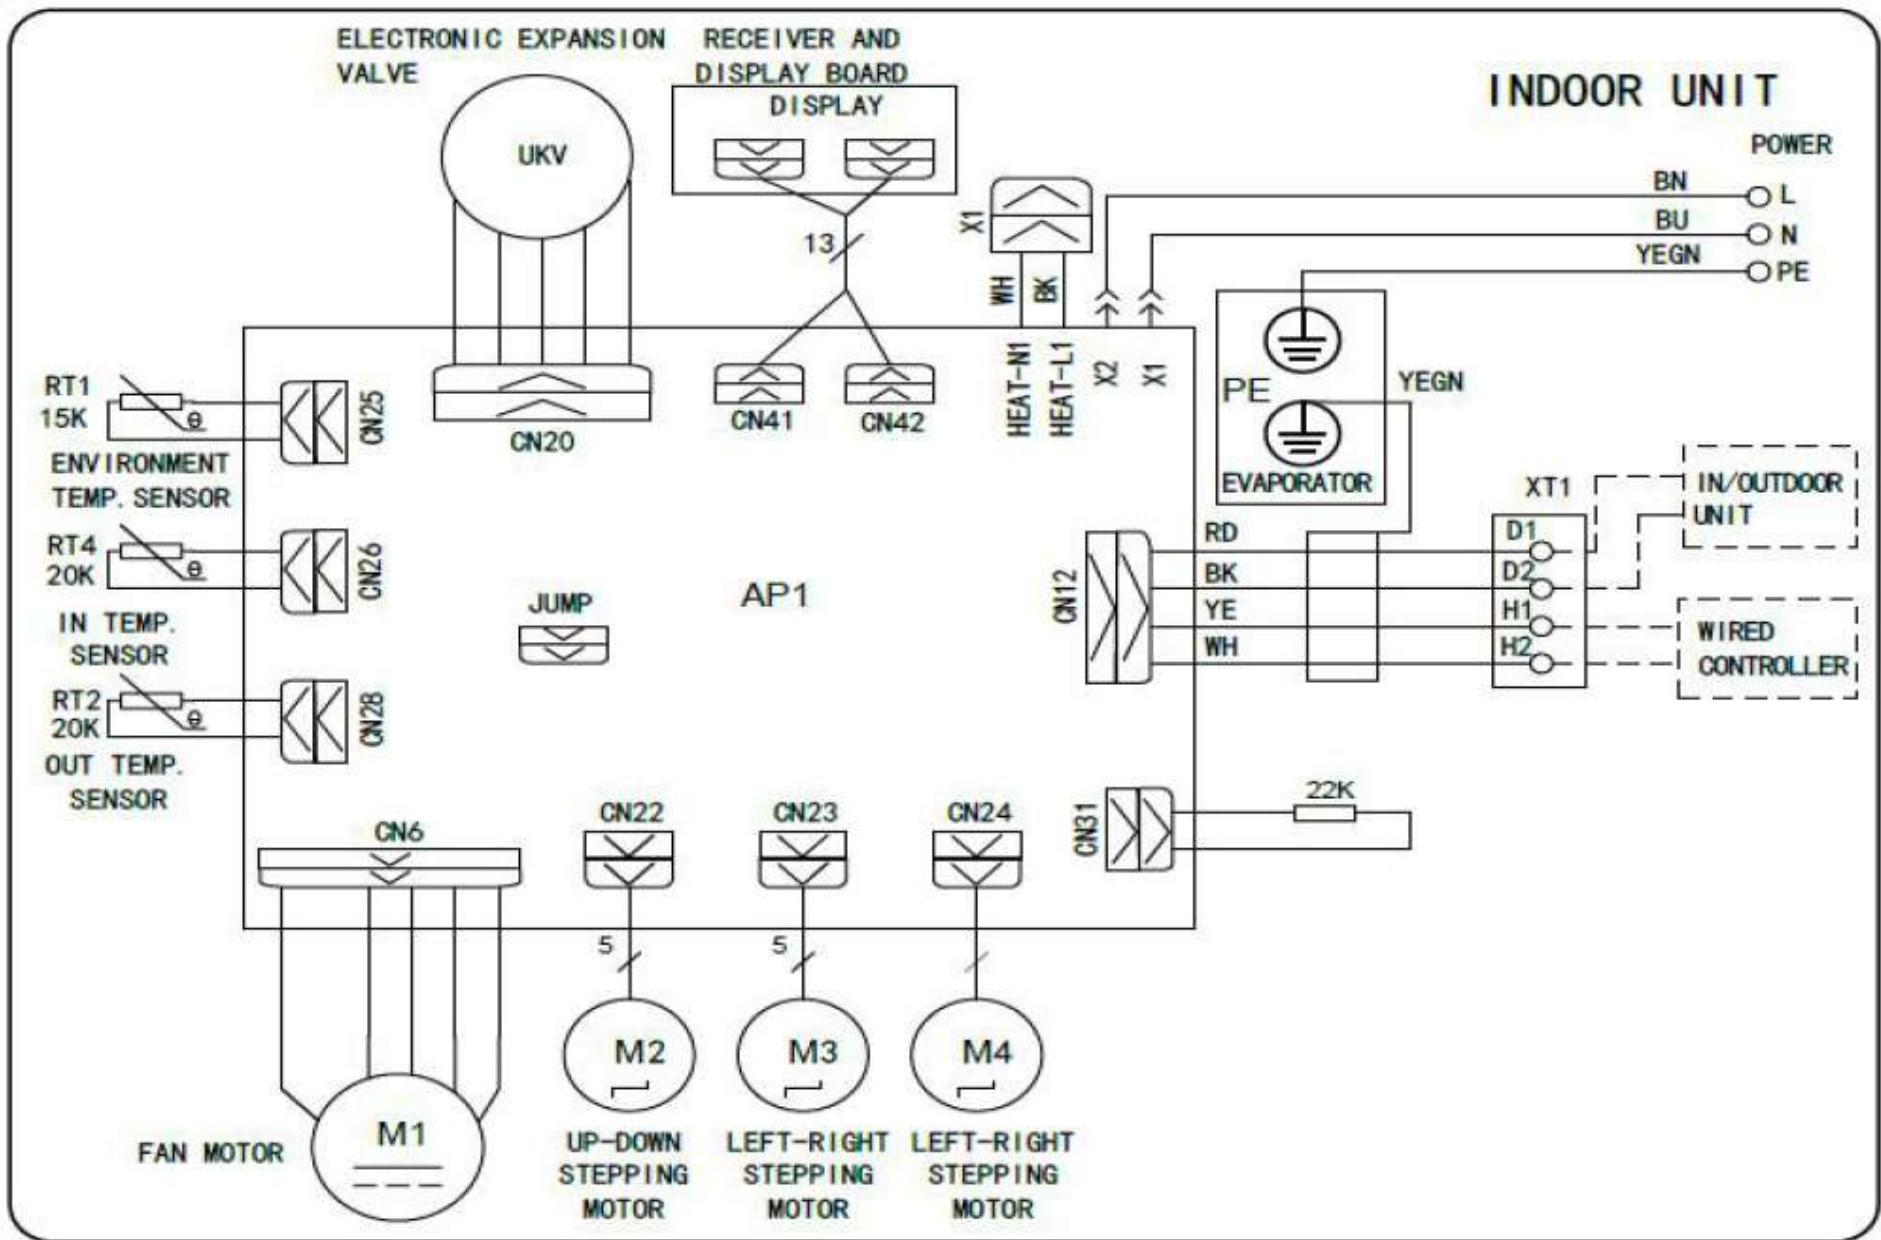 ELECTRONIC EXPANSION
VALVE
RECEIVER AND
DISPLAY BOARD
DISPLAY
INDOOR UNIT
POWER
UKV
BN
L
BU
N
YEGN
PE
X1
13
WH
BK
HEAT-N1
HEAT-L1
X2
X1
PE
YEGN
EVAPORATOR
RT1
15K
θ
CN25
ENVIRONMENT
TEMP. SENSOR
CN20
CN41
CN42
RT4
20K
θ
CN26
IN TEMP.
SENSOR
JUMP
AP1
CN12
RD
BK
YE
WH
XT1
D1
D2
H1
H2
IN/OUTDOOR
UNIT
WIRED
CONTROLLER
RT2
20K
θ
CN28
OUT TEMP.
SENSOR
CN6
CN22
CN23
CN24
CN31
22K
5
5
M1
M2
M3
M4
FAN MOTOR
UP-DOWN
STEPPING
MOTOR
LEFT-RIGHT
STEPPING
MOTOR
LEFT-RIGHT
STEPPING
MOTOR